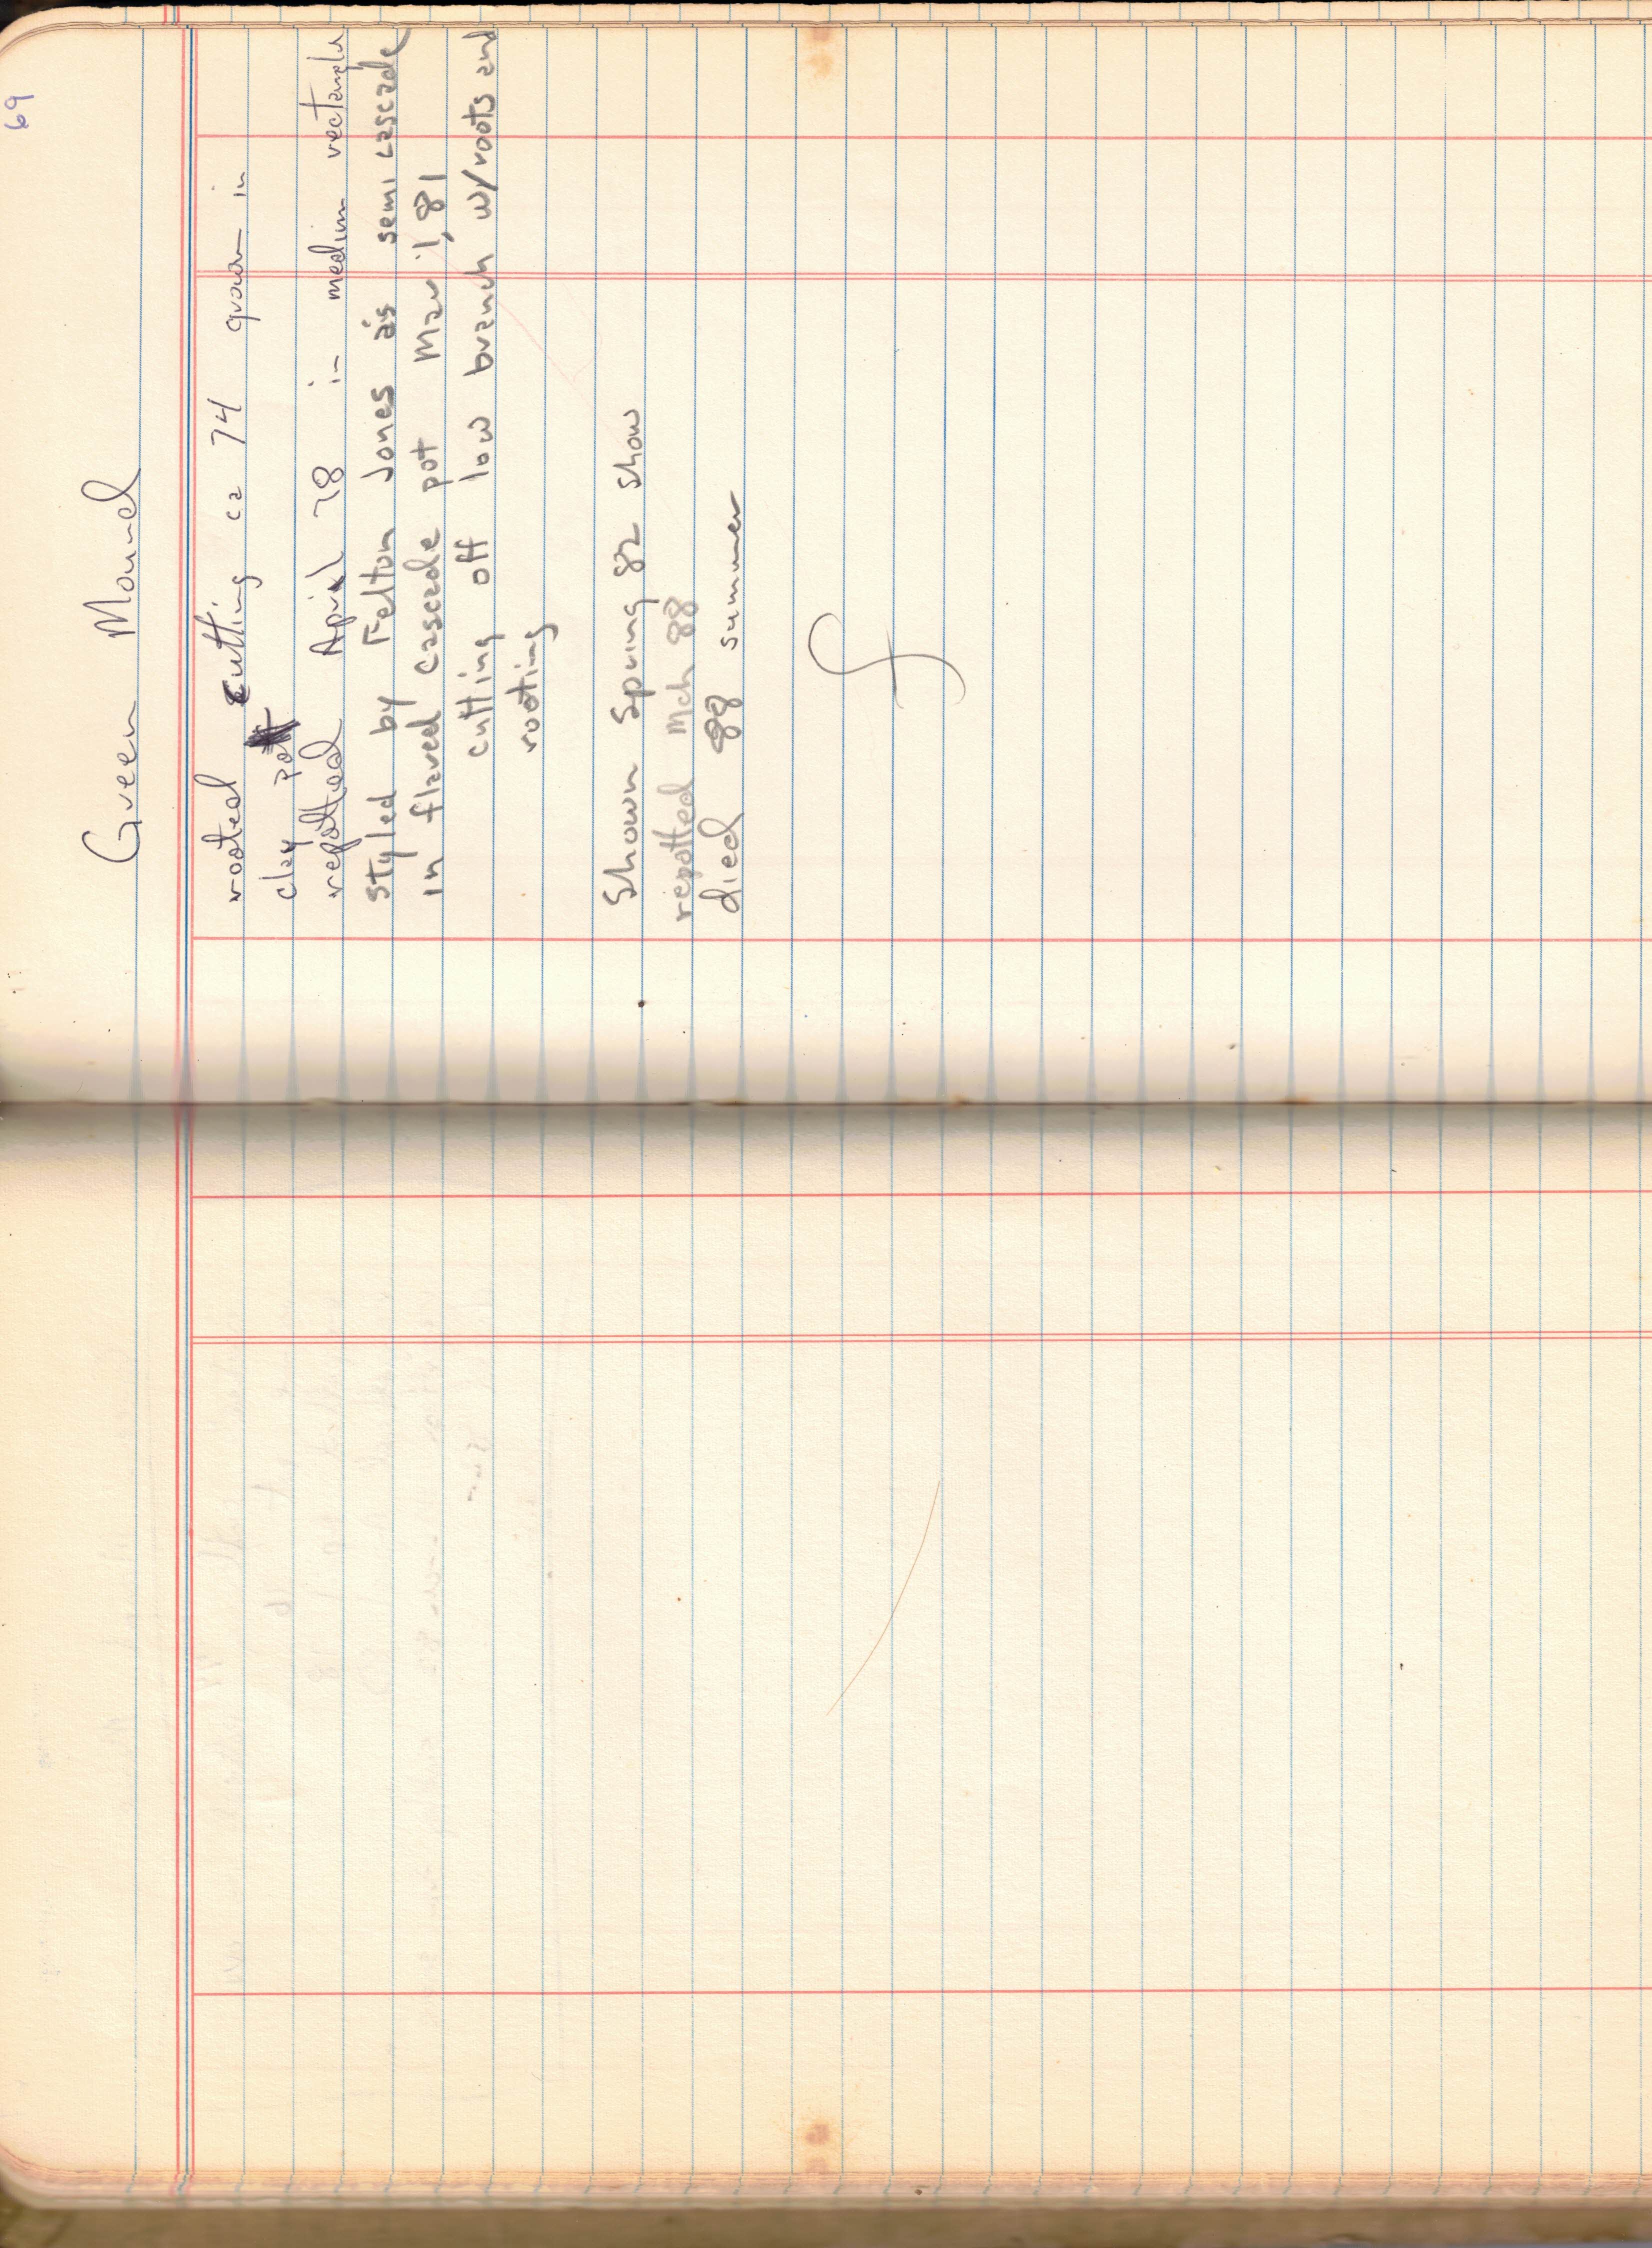 69
Green Mound
rooted cutting ca 74 grown in
clay pot
repotted April 78 in medium rectangle
styled by Felton Jones as semi cascade
in flared cascade pot Mar 1, 81
cutting off low branch w/roots and
rooting
Shown Spring 82 show
repotted Mch 88
died 88 summer
f